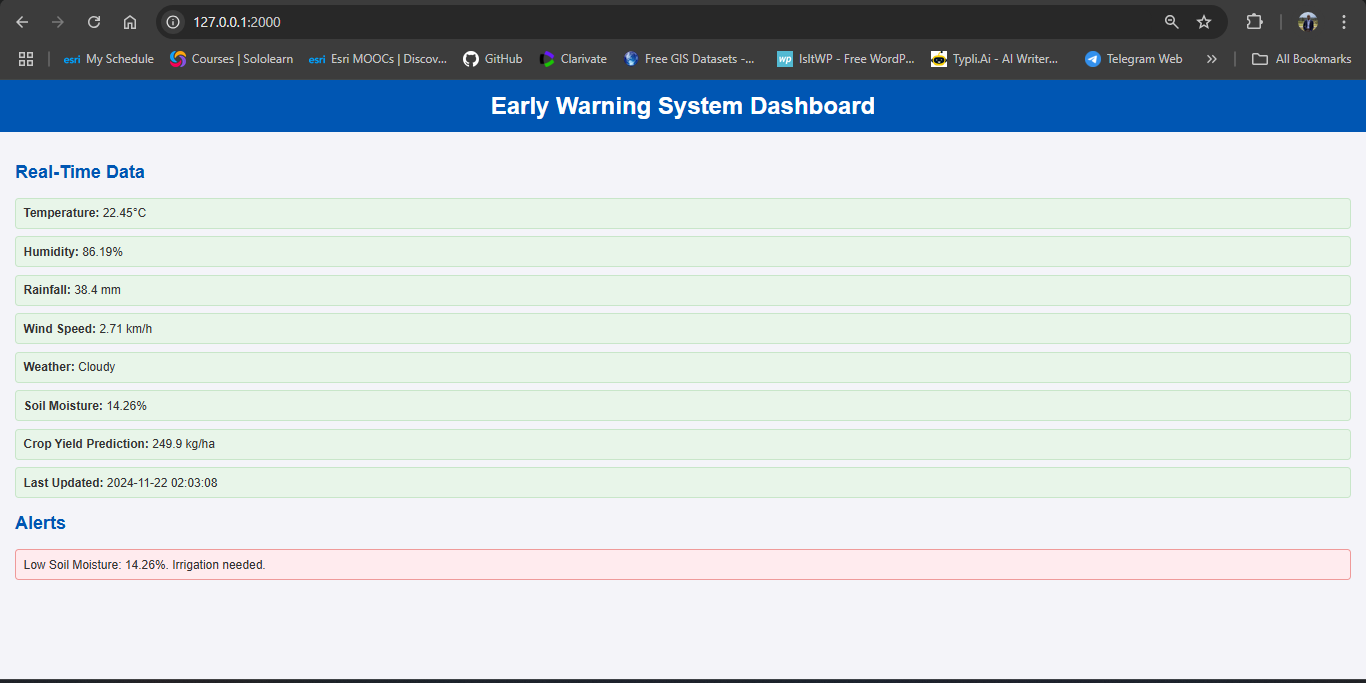 127.0.0.1:2000
esri My Schedule
Courses | Sololearn
esri Esri MOOCs | Discov...
GitHub
Clarivate
Free GIS Datasets -...
wp IsItWP - Free WordP...
Typli.Ai - AI Writer...
Telegram Web
All Bookmarks
Early Warning System Dashboard
Real-Time Data
Temperature: 22.45°C
Humidity: 86.19%
Rainfall: 38.4 mm
Wind Speed: 2.71 km/h
Weather: Cloudy
Soil Moisture: 14.26%
Crop Yield Prediction: 249.9 kg/ha
Last Updated: 2024-11-22 02:03:08
Alerts
Low Soil Moisture: 14.26%. Irrigation needed.